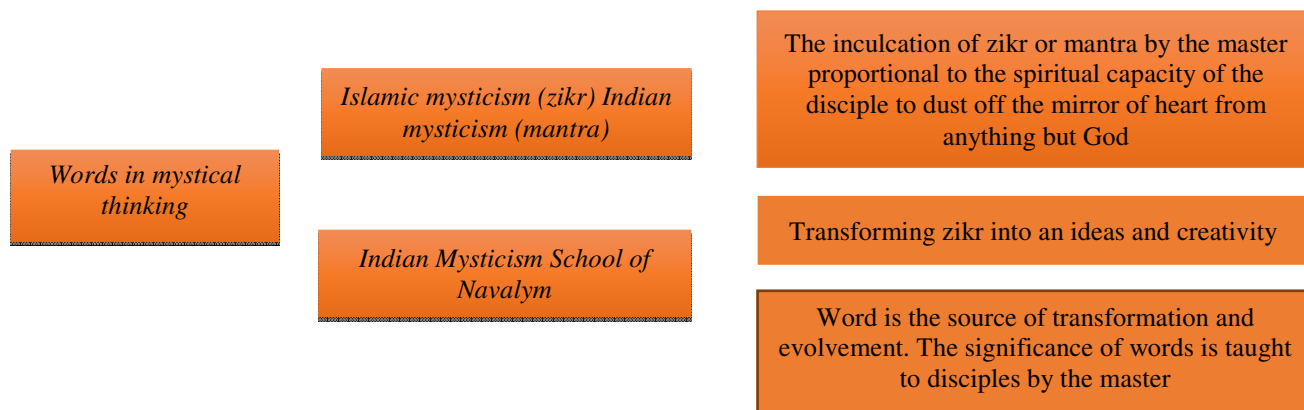 Words in mystical
thinking
Islamic mysticism (zikr) Indian
mysticism (mantra)
Indian Mysticism School of
Navalym
The inculcation of zikr or mantra by the master
proportional to the spiritual capacity of the
disciple to dust off the mirror of heart from
anything but God
Transforming zikr into an ideas and creativity
Word is the source of transformation and
evolvement. The significance of words is taught
to disciples by the master